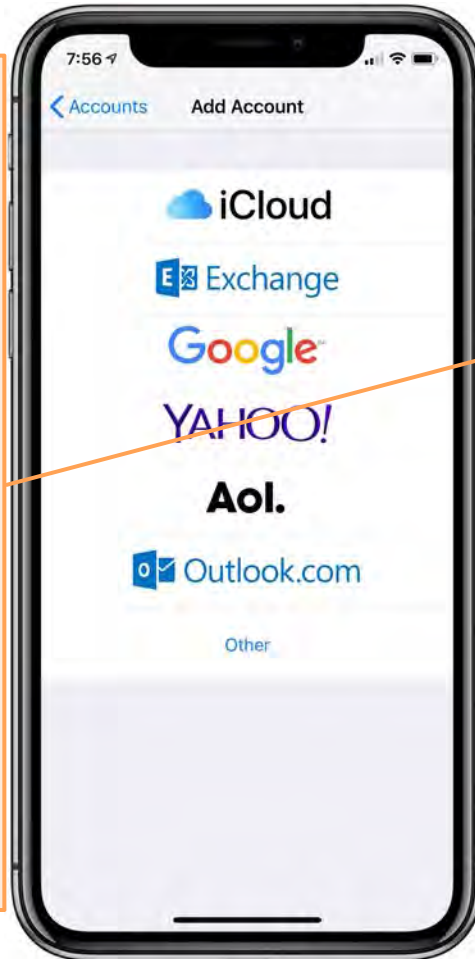 7:56
Accounts Add Account
iCloud
E Exchange
Google
YAHOO!
Aol.
O Outlook.com
Other